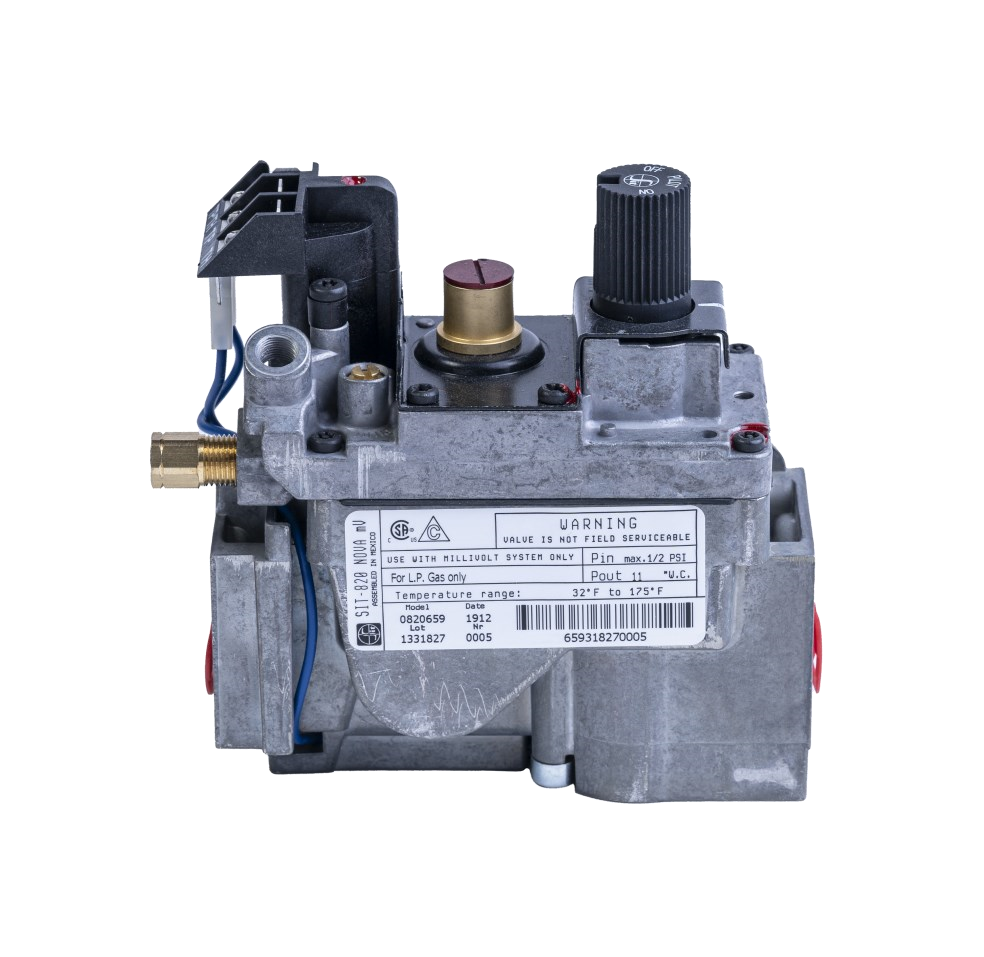 OFF
PILOT
ON
SIT-820 NOVA mV
ASSEMBLED IN MEXICO
CSA
C US
C
WARNING
VALVE IS NOT FIELD SERVICEABLE
USE WITH MILLIVOLT SYSTEM ONLY
Pin max.1/2 PSI
For L.P. Gas only
Pout 11 "W.C.
Temperature range: 32°F to 175°F
Model Date
0820659 1912
Lot Nr
1331827 0005
659318270005